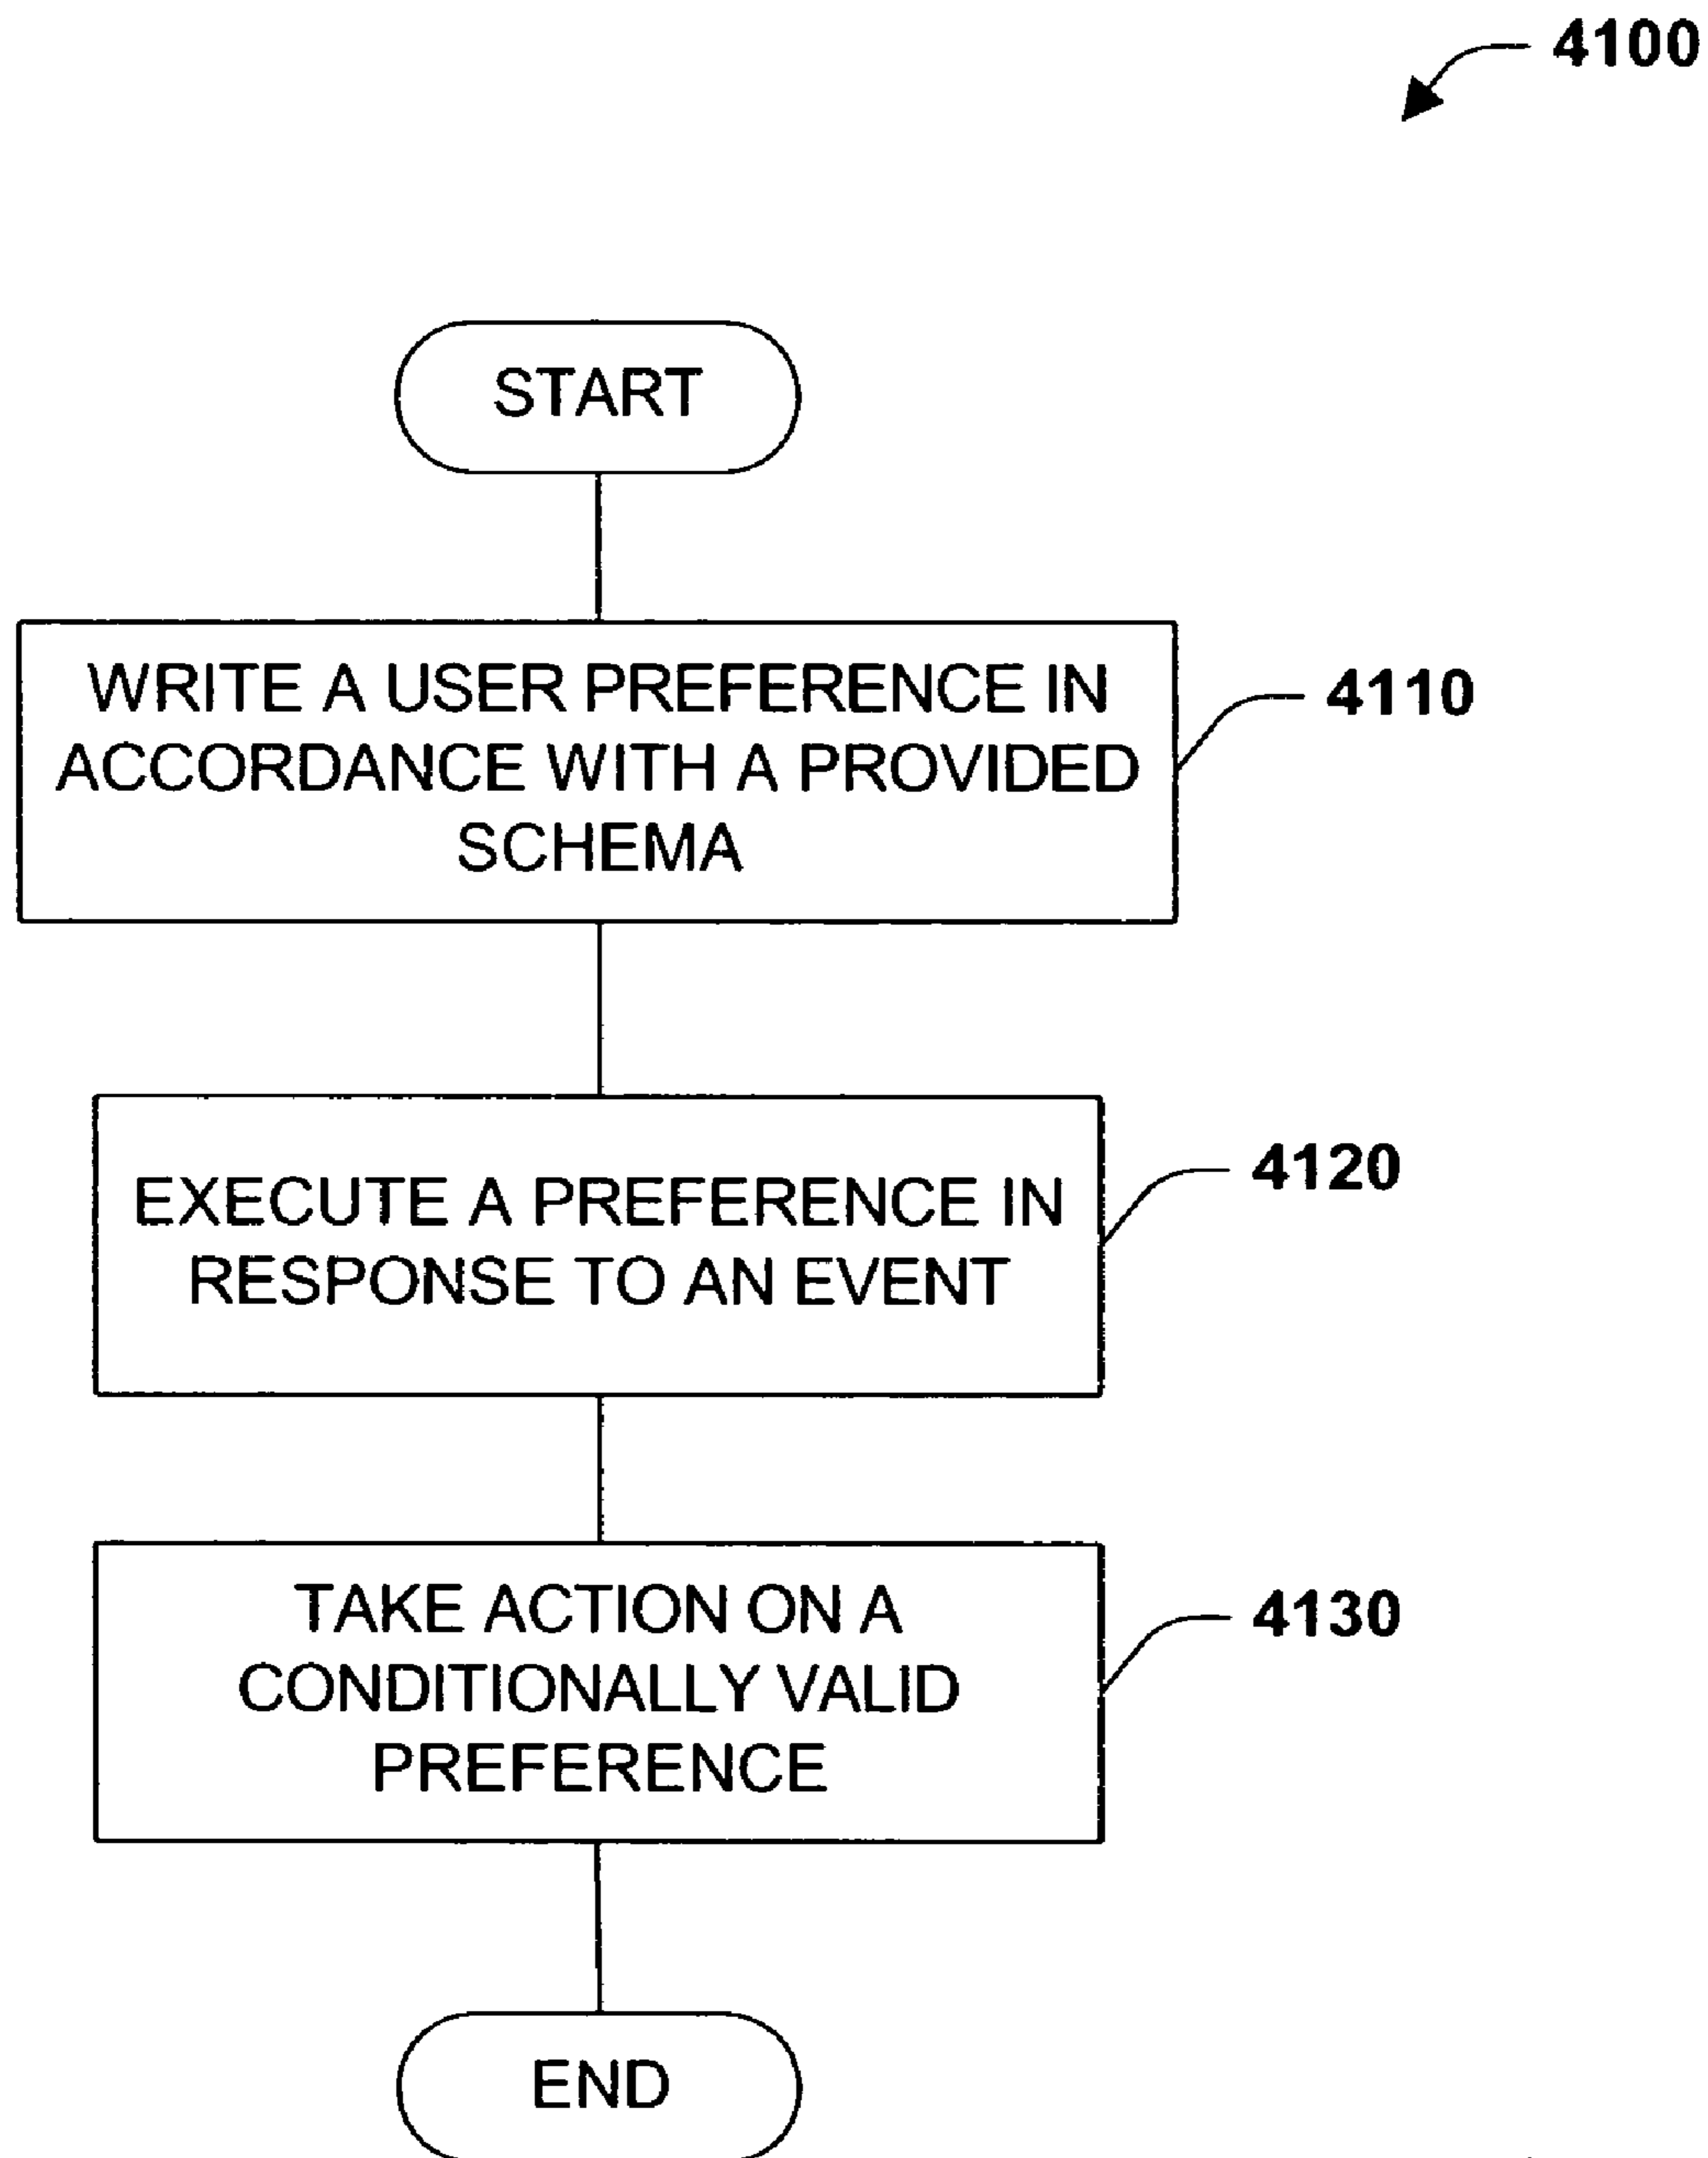 4100
START
WRITE A USER PREFERENCE IN
ACCORDANCE WITH A PROVIDED
SCHEMA
4110
EXECUTE A PREFERENCE IN
RESPONSE TO AN EVENT
4120
TAKE ACTION ON A
CONDITIONALLY VALID
PREFERENCE
4130
END